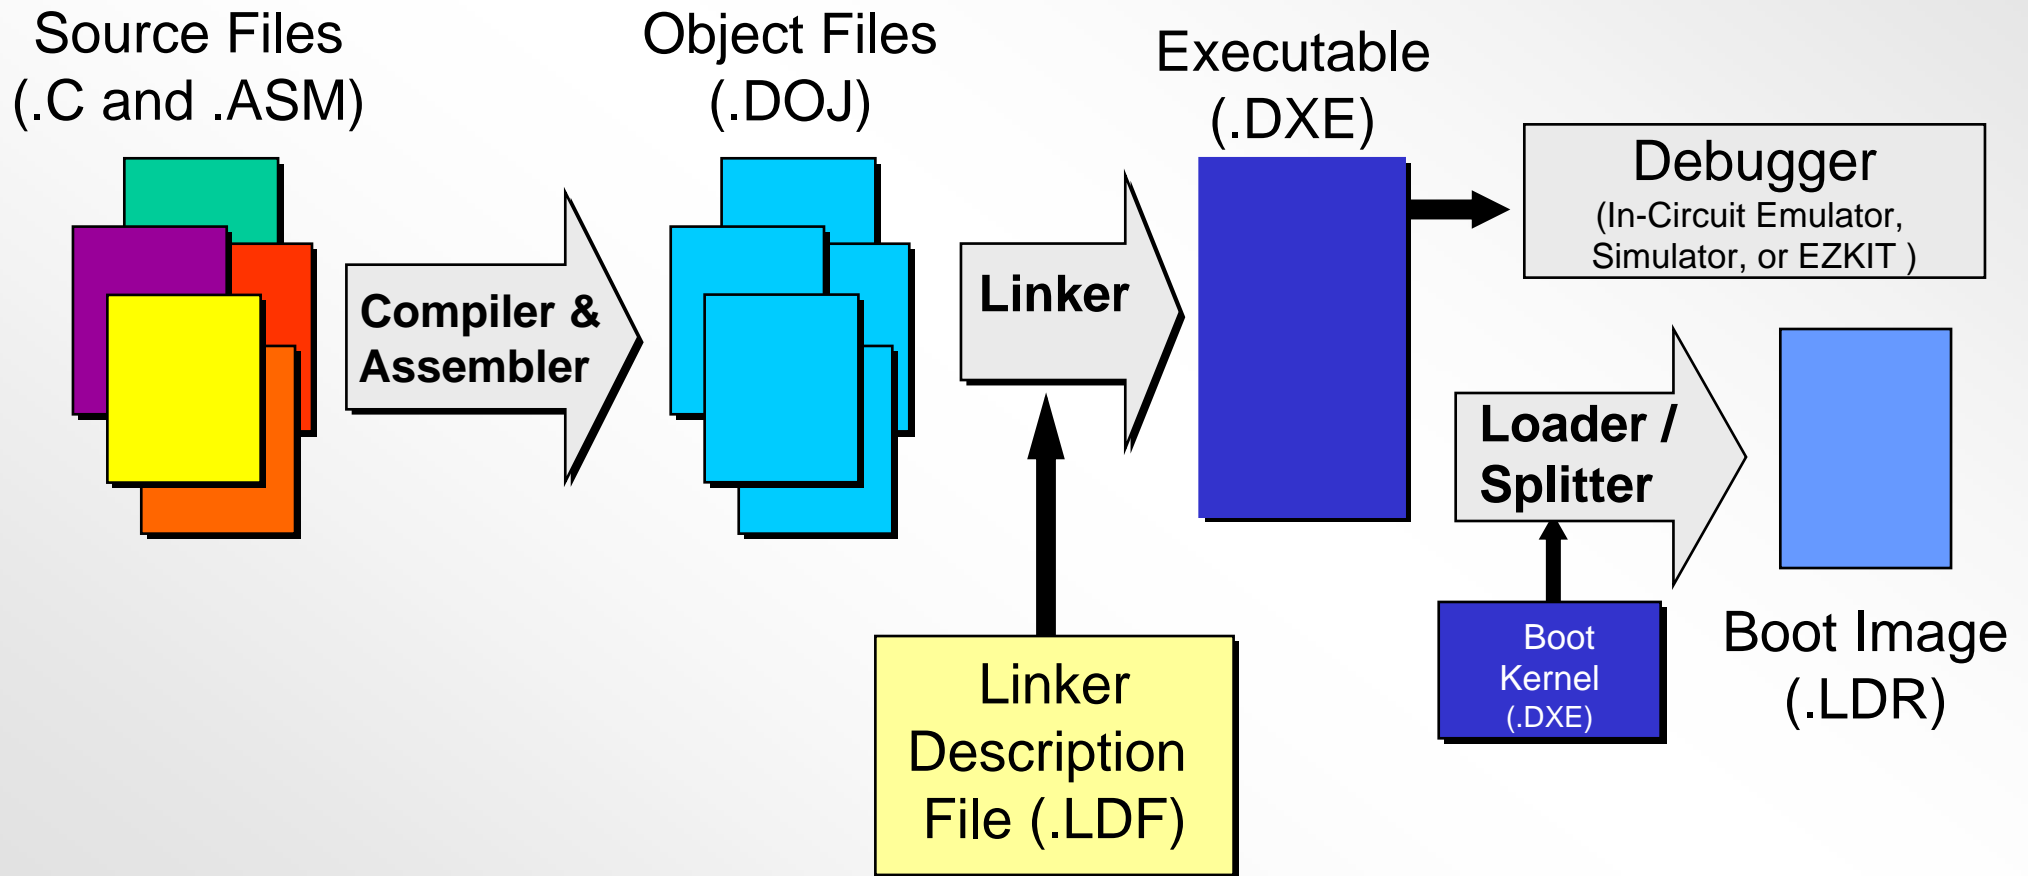 Source Files
(.C and .ASM)
Object Files
(.DOJ)
Executable
(.DXE)
Debugger
(In-Circuit Emulator,
Simulator, or EZKIT )
Compiler &
Assembler
Linker
Loader /
Splitter
Boot
Kernel
(.DXE)
Boot Image
(.LDR)
Linker
Description
File (.LDF)